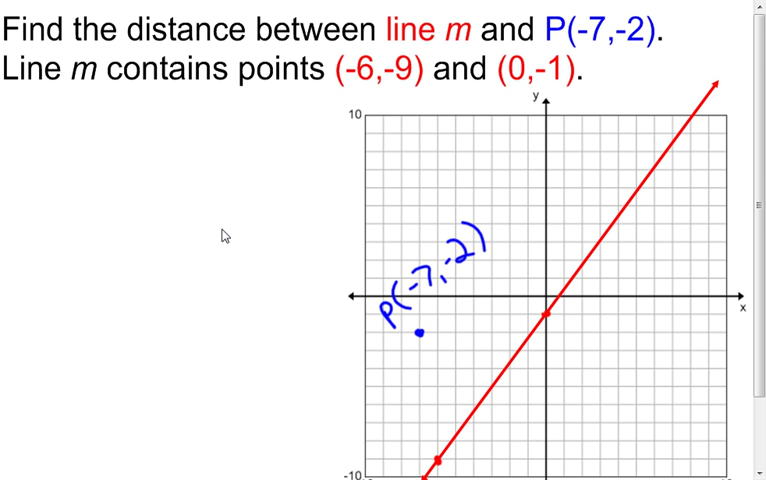 Find the distance between line m and P(-7,-2).
Line m contains points (-6,-9) and (0,-1).
y
10
P(-7,-2)
x
-10